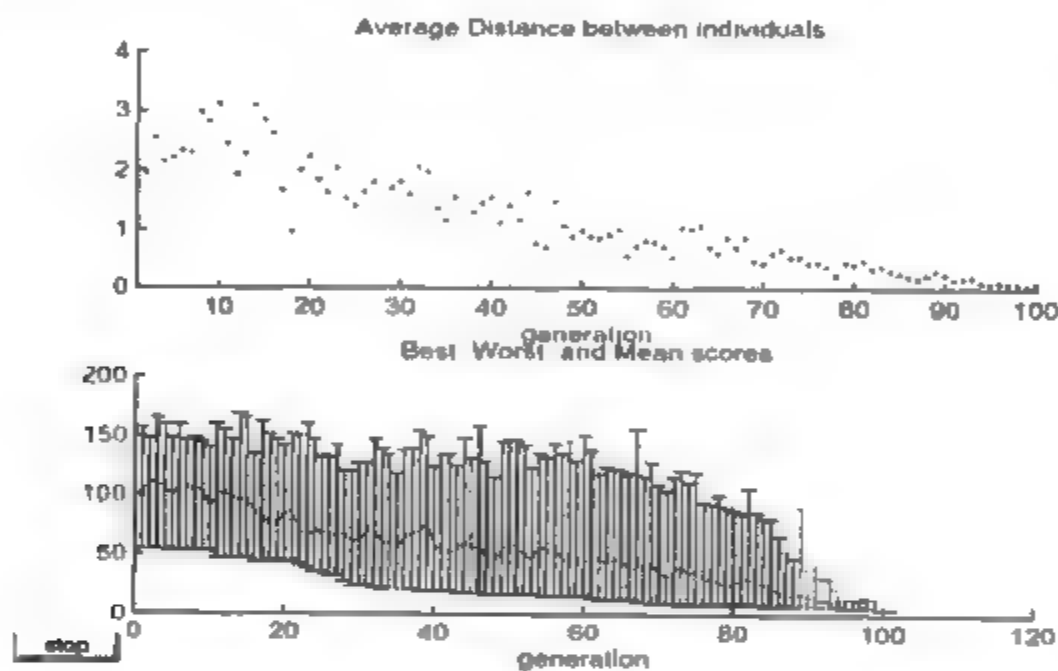 Average Distance between individuals
4
3
2
1
0
10 20 30 40 50 60 70 80 90 100
generation
Best Worst and Mean scores
200
150
100
50
0
0 20 40 60 80 100 120
stop
generation